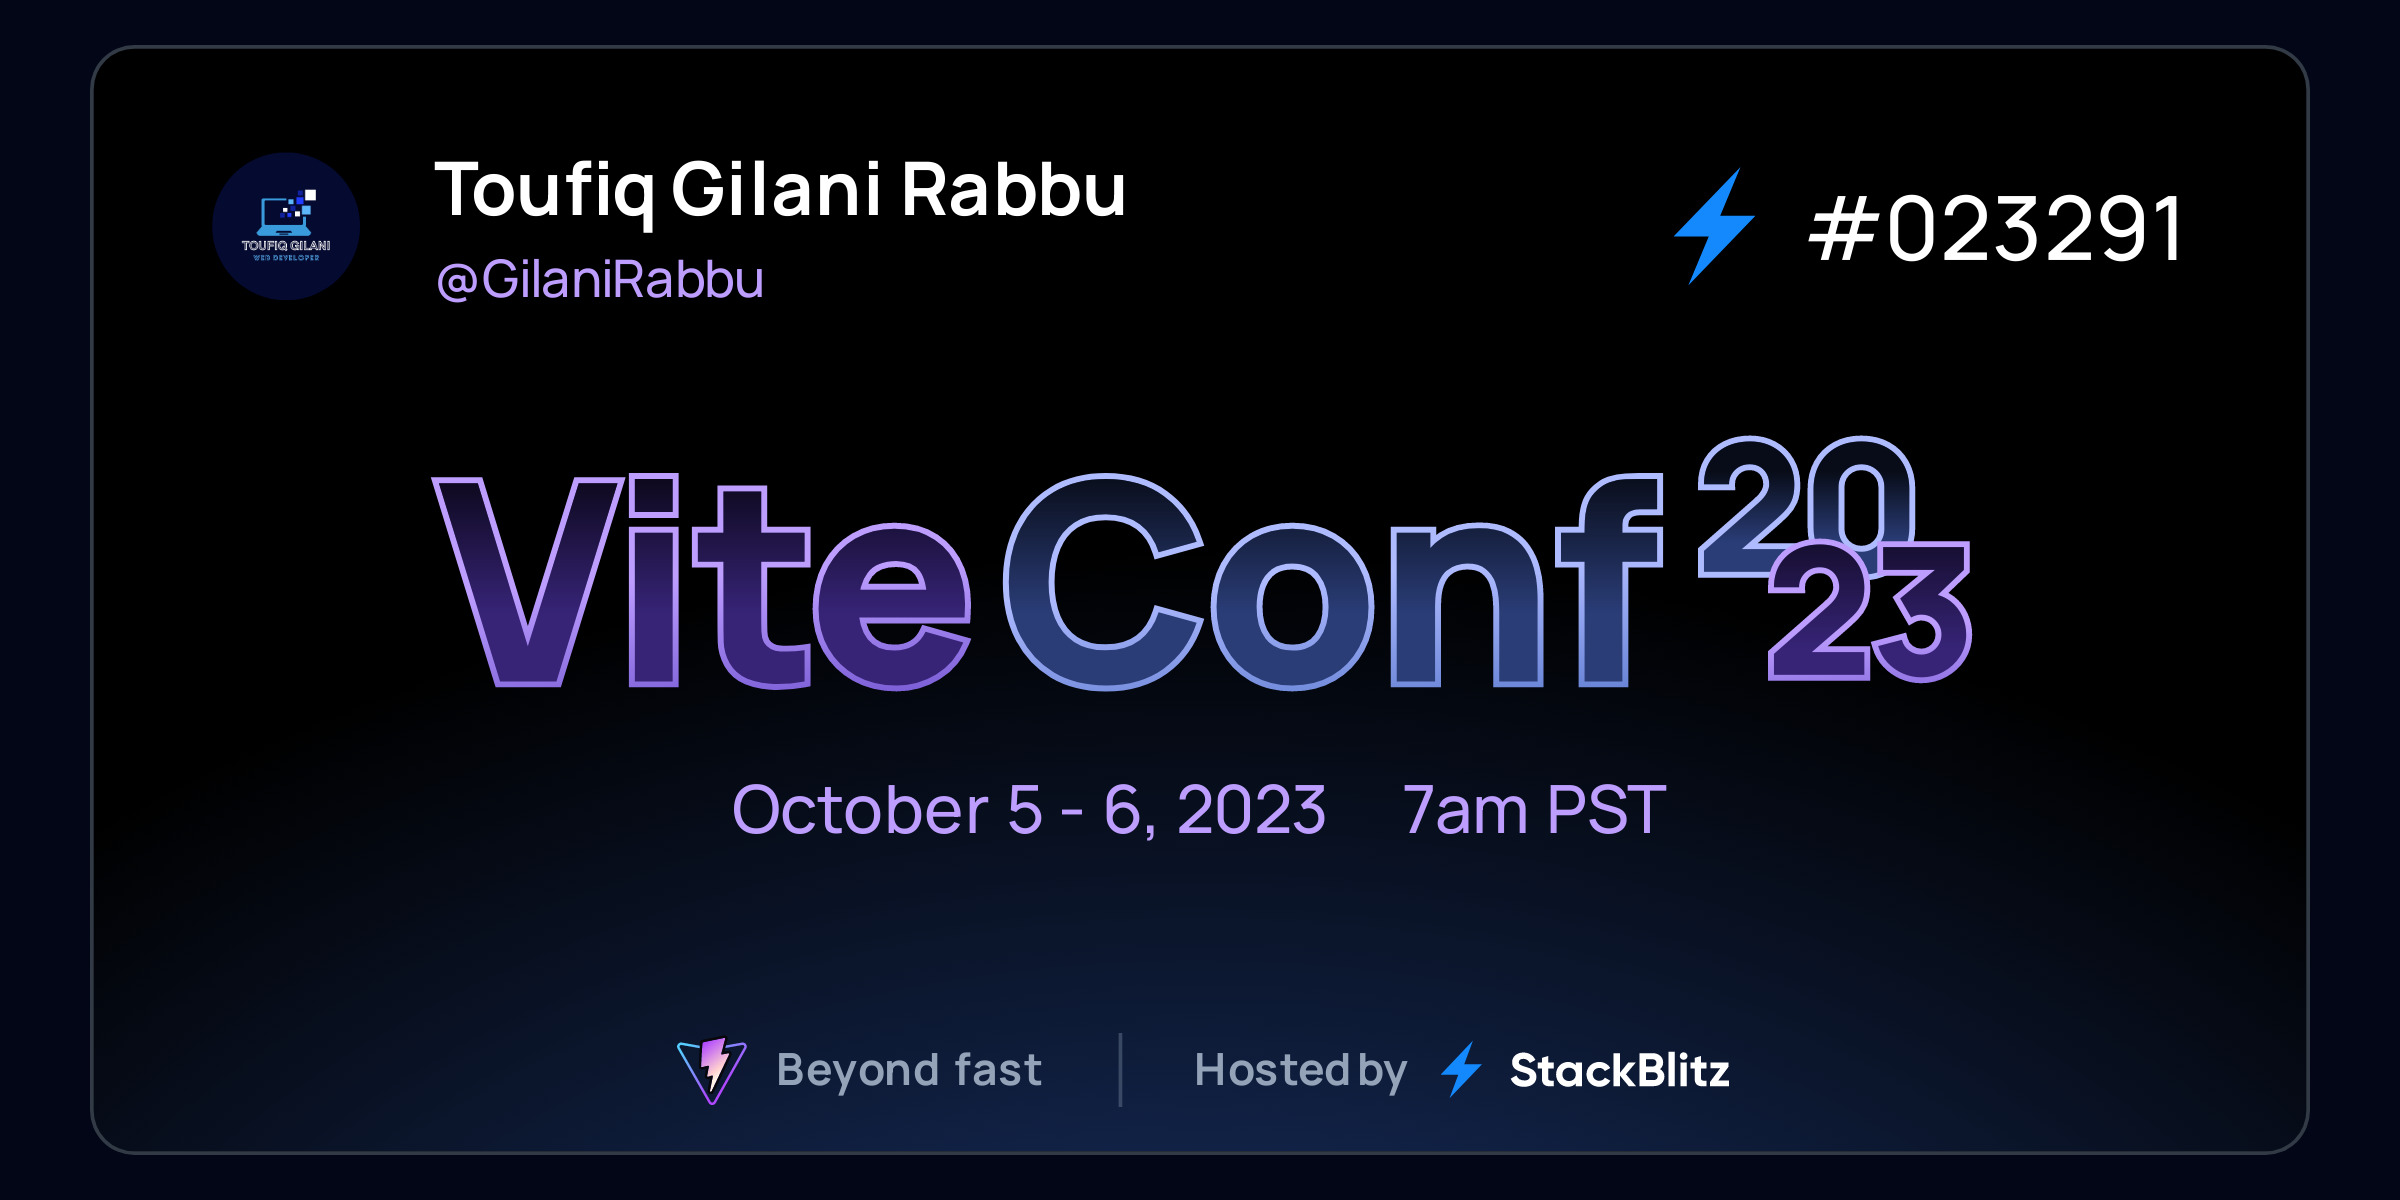 Toufiq Gilani Rabbu
@GilaniRabbu
TOUFIQ GILANI
WEB DEVELOPER
#023291
ViteConf 2023
October 5 - 6, 2023 7am PST
Beyond fast
Hosted by StackBlitz